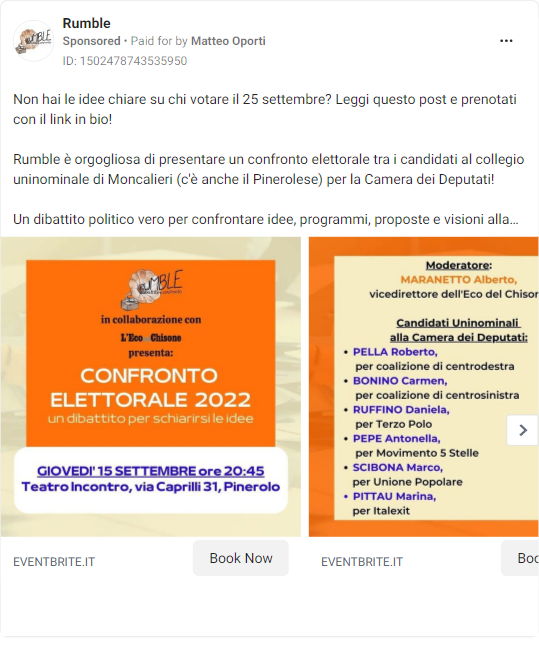 Rumble
Sponsored • Paid for by Matteo Oporti
ID: 1502478743535950
Non hai le idee chiare su chi votare il 25 settembre? Leggi questo post e prenotati
con il link in bio!
Rumble è orgogliosa di presentare un confronto elettorale tra i candidati al collegio
uninominale di Moncalieri (c'è anche il Pinerolese) per la Camera dei Deputati!
Un dibattito politico vero per confrontare idee, programmi, proposte e visioni alla...
RUMBLE
in collaborazione con
L'Eco Chisone
presenta:
CONFRONTO
ELETTORALE 2022
un dibattito per schiarirsi le idee
GIOVEDI' 15 SETTEMBRE ore 20:45
Teatro Incontro, via Caprilli 31, Pinerolo
EVENTBRITE.IT
Book Now
Moderatore:
MARANETTO Alberto,
vicedirettore dell'Eco del Chisor
Candidati Uninominali
alla Camera dei Deputati:
• PELLA Roberto,
per coalizione di centrodestra
• BONINO Carmen,
per coalizione di centrosinistra
• RUFFINO Daniela,
per Terzo Polo
• PEPE Antonella,
per Movimento 5 Stelle
• SCIBONA Marco,
per Unione Popolare
• PITTAU Marina,
per Italexit
EVENTBRITE.IT
Boo